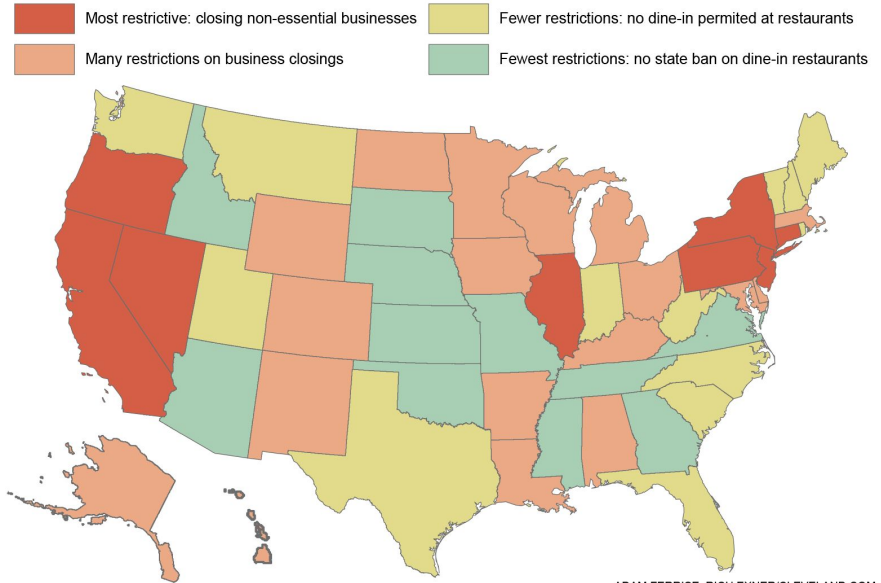 Most restrictive: closing non-essential businesses
Fewer restrictions: no dine-in permited at restaurants
Many restrictions on business closings
Fewest restrictions: no state ban on dine-in restaurants